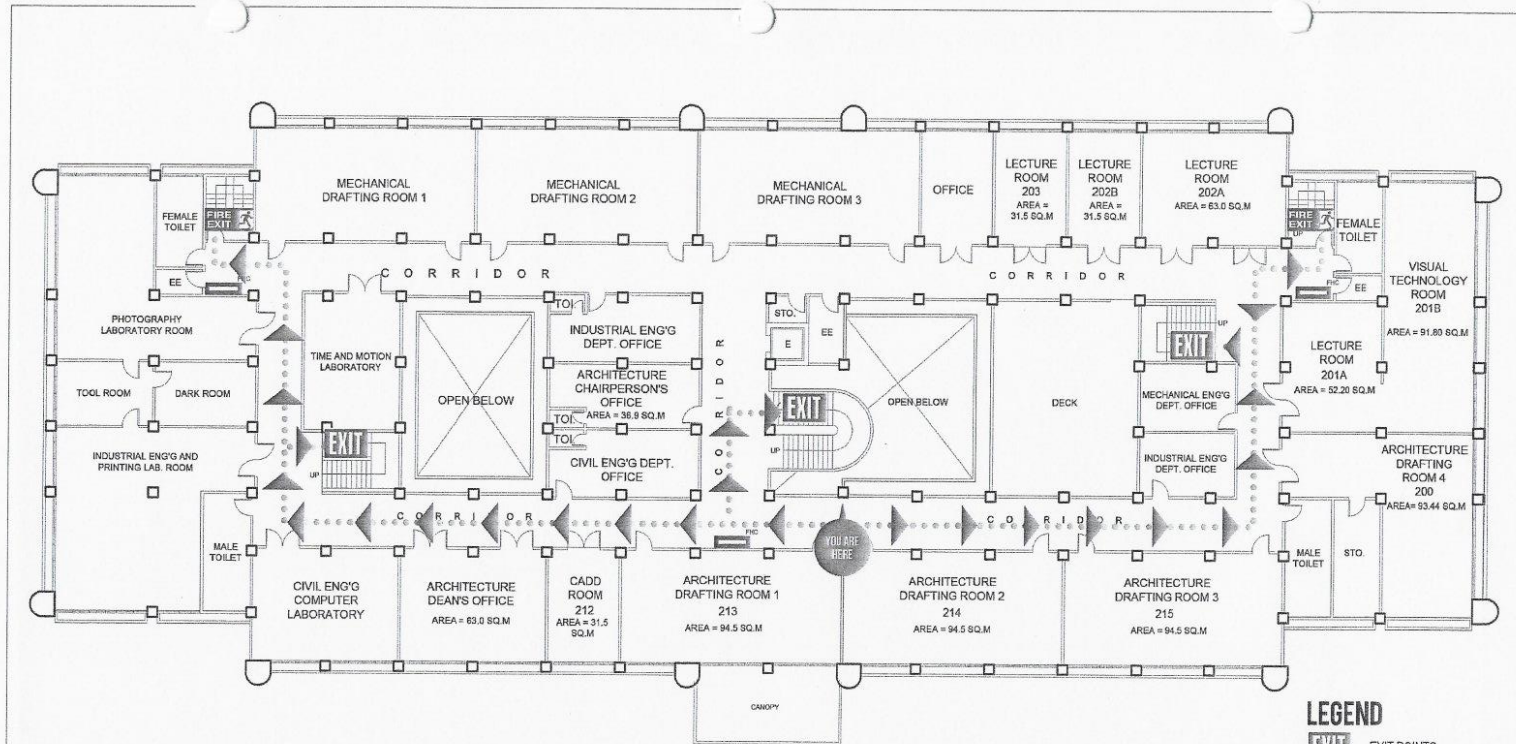 MECHANICAL
DRAFTING ROOM 1
MECHANICAL
DRAFTING ROOM 2
MECHANICAL
DRAFTING ROOM 3
OFFICE
LECTURE
ROOM
203
AREA =
31.5 SQ.M
LECTURE
ROOM
202B
AREA =
31.5 SQ.M
LECTURE
ROOM
202A
AREA = 63.0 SQ.M
FEMALE
TOILET
FIRE
EXIT
EE
FHC
FIRE
EXIT
UP
FEMALE
TOILET
FHC
EE
VISUAL
TECHNOLOGY
ROOM
201B
AREA = 91.80 SQ.M
CORRIDOR
CORRIDOR
PHOTOGRAPHY
LABORATORY ROOM
TOOL ROOM
DARK ROOM
TIME AND MOTION
LABORATORY
OPEN BELOW
TOI.
INDUSTRIAL ENG'G
DEPT. OFFICE
ARCHITECTURE
CHAIRPERSON'S
OFFICE
AREA = 36.9 SQ.M
TOI.
TOI.
CIVIL ENG'G DEPT.
OFFICE
CORRIDOR
STO.
E
EE
EXIT
UP
OPEN BELOW
DECK
UP
EXIT
MECHANICAL ENG'G
DEPT. OFFICE
INDUSTRIAL ENG'G
DEPT. OFFICE
LECTURE
ROOM
201A
AREA = 52.20 SQ.M
ARCHITECTURE
DRAFTING
ROOM 4
200
AREA= 93.44 SQ.M
INDUSTRIAL ENG'G AND
PRINTING LAB. ROOM
EXIT
UP
MALE
TOILET
CORRIDOR
FHC
YOU ARE
HERE
CORRIDOR
MALE
TOILET
STO.
CIVIL ENG'G
COMPUTER
LABORATORY
ARCHITECTURE
DEAN'S OFFICE
AREA = 63.0 SQ.M
CADD
ROOM
212
AREA = 31.5
SQ.M
ARCHITECTURE
DRAFTING ROOM 1
213
AREA = 94.5 SQ.M
ARCHITECTURE
DRAFTING ROOM 2
214
AREA = 94.5 SQ.M
ARCHITECTURE
DRAFTING ROOM 3
215
AREA = 94.5 SQ.M
CANOPY
LEGEND
EXIT EXIT POINTS